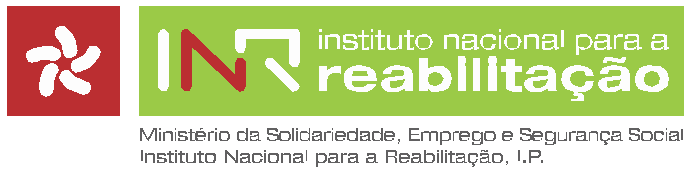 INR instituto nacional para a
reabilitação
Ministério da Solidariedade, Emprego e Segurança Social
Instituto Nacional para a Reabilitação, I.P.